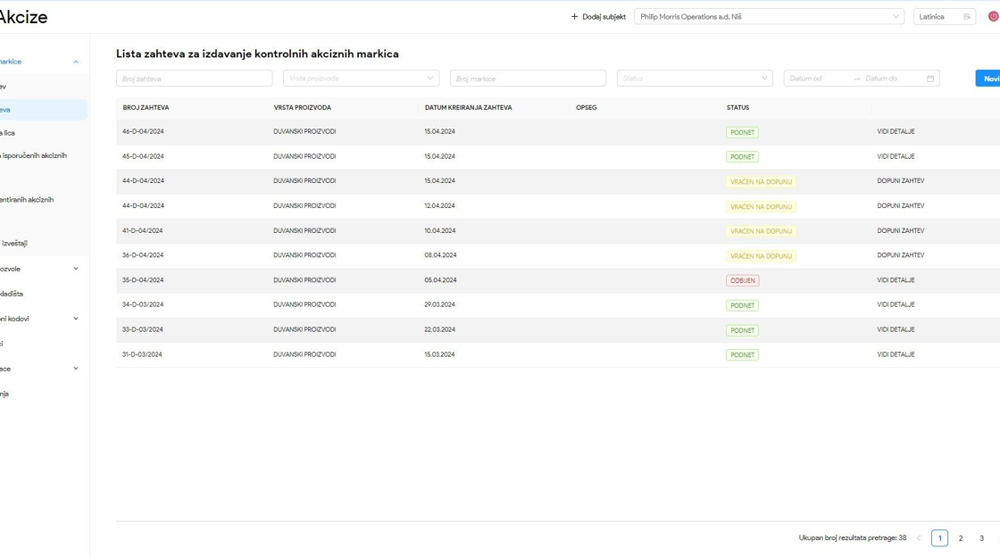 Akcize
Dodaj subjekt
Philip Morris Operations a.d. Niš
Latinica
markice
ev
eva
a lica
isporučenih akciznih
entiranih akciznih
i izveštaji
ozvole
kladišta
ni kodovi
ci
ace
nja
Lista zahteva za izdavanje kontrolnih akciznih markica
Broj zahteva Vrsta proizvoda Broj markice Status Datum od Datum do Novi
BROJ ZAHTEVA VRSTA PROIZVODA DATUM KREIRANJA ZAHTEVA OPSEG STATUS
46-D-04/2024 DUVANSKI PROIZVODI 15.04.2024 PODNET VIDI DETALJE
45-D-04/2024 DUVANSKI PROIZVODI 15.04.2024 PODNET VIDI DETALJE
44-D-04/2024 DUVANSKI PROIZVODI 15.04.2024 VRAĆEN NA DOPUNU DOPUNI ZAHTEV
44-D-04/2024 DUVANSKI PROIZVODI 12.04.2024 VRAĆEN NA DOPUNU DOPUNI ZAHTEV
41-D-04/2024 DUVANSKI PROIZVODI 10.04.2024 VRAĆEN NA DOPUNU DOPUNI ZAHTEV
36-D-04/2024 DUVANSKI PROIZVODI 08.04.2024 VRAĆEN NA DOPUNU DOPUNI ZAHTEV
35-D-04/2024 DUVANSKI PROIZVODI 05.04.2024 ODBIJEN VIDI DETALJE
34-D-03/2024 DUVANSKI PROIZVODI 29.03.2024 PODNET VIDI DETALJE
33-D-03/2024 DUVANSKI PROIZVODI 22.03.2024 PODNET VIDI DETALJE
31-D-03/2024 DUVANSKI PROIZVODI 15.03.2024 PODNET VIDI DETALJE
Ukupan broj rezultata pretrage: 38 1 2 3